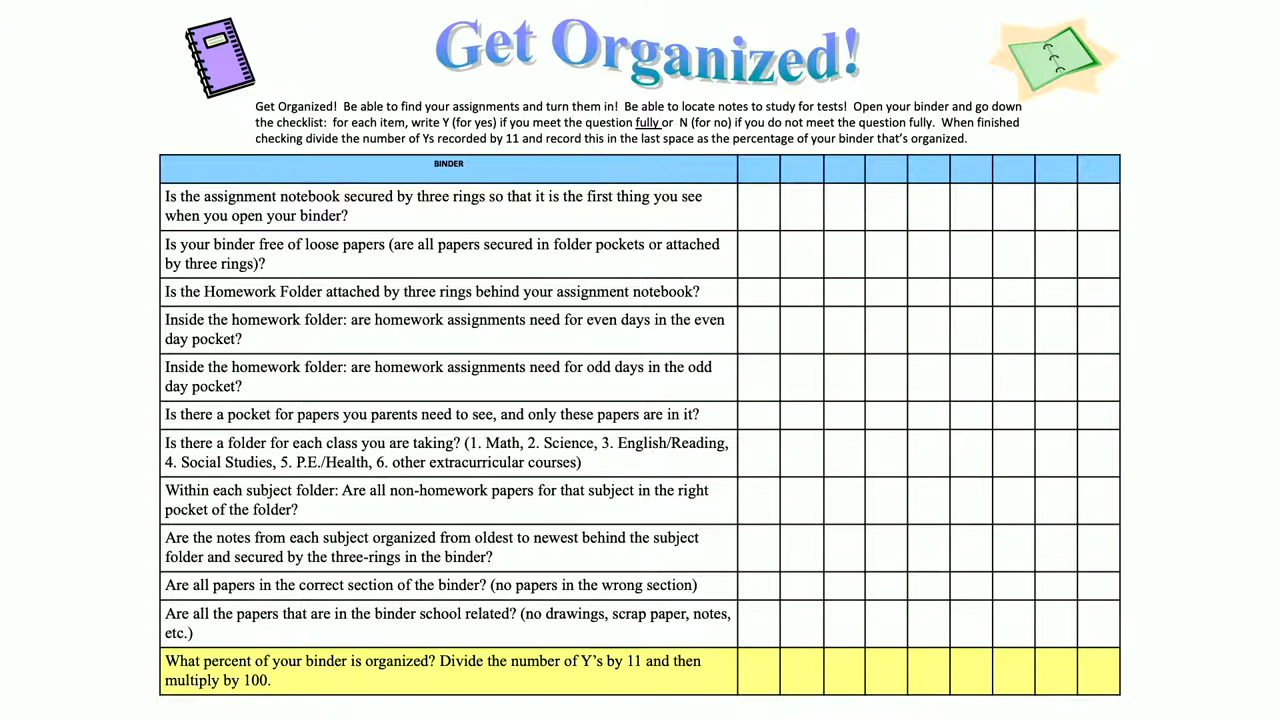 Get Organized!
Get Organized! Be able to find your assignments and turn them in! Be able to locate notes to study for tests! Open your binder and go down
the checklist: for each item, write Y (for yes) if you meet the question fully or N (for no) if you do not meet the question fully. When finished
checking divide the number of Ys recorded by 11 and record this in the last space as the percentage of your binder that's organized.
BINDER
Is the assignment notebook secured by three rings so that it is the first thing you see
when you open your binder?
Is your binder free of loose papers (are all papers secured in folder pockets or attached
by three rings)?
Is the Homework Folder attached by three rings behind your assignment notebook?
Inside the homework folder: are homework assignments need for even days in the even
day pocket?
Inside the homework folder: are homework assignments need for odd days in the odd
day pocket?
Is there a pocket for papers you parents need to see, and only these papers are in it?
Is there a folder for each class you are taking? (1. Math, 2. Science, 3. English/Reading,
4. Social Studies, 5. P.E./Health, 6. other extracurricular courses)
Within each subject folder: Are all non-homework papers for that subject in the right
pocket of the folder?
Are the notes from each subject organized from oldest to newest behind the subject
folder and secured by the three-rings in the binder?
Are all papers in the correct section of the binder? (no papers in the wrong section)
Are all the papers that are in the binder school related? (no drawings, scrap paper, notes,
etc.)
What percent of your binder is organized? Divide the number of Y's by 11 and then
multiply by 100.